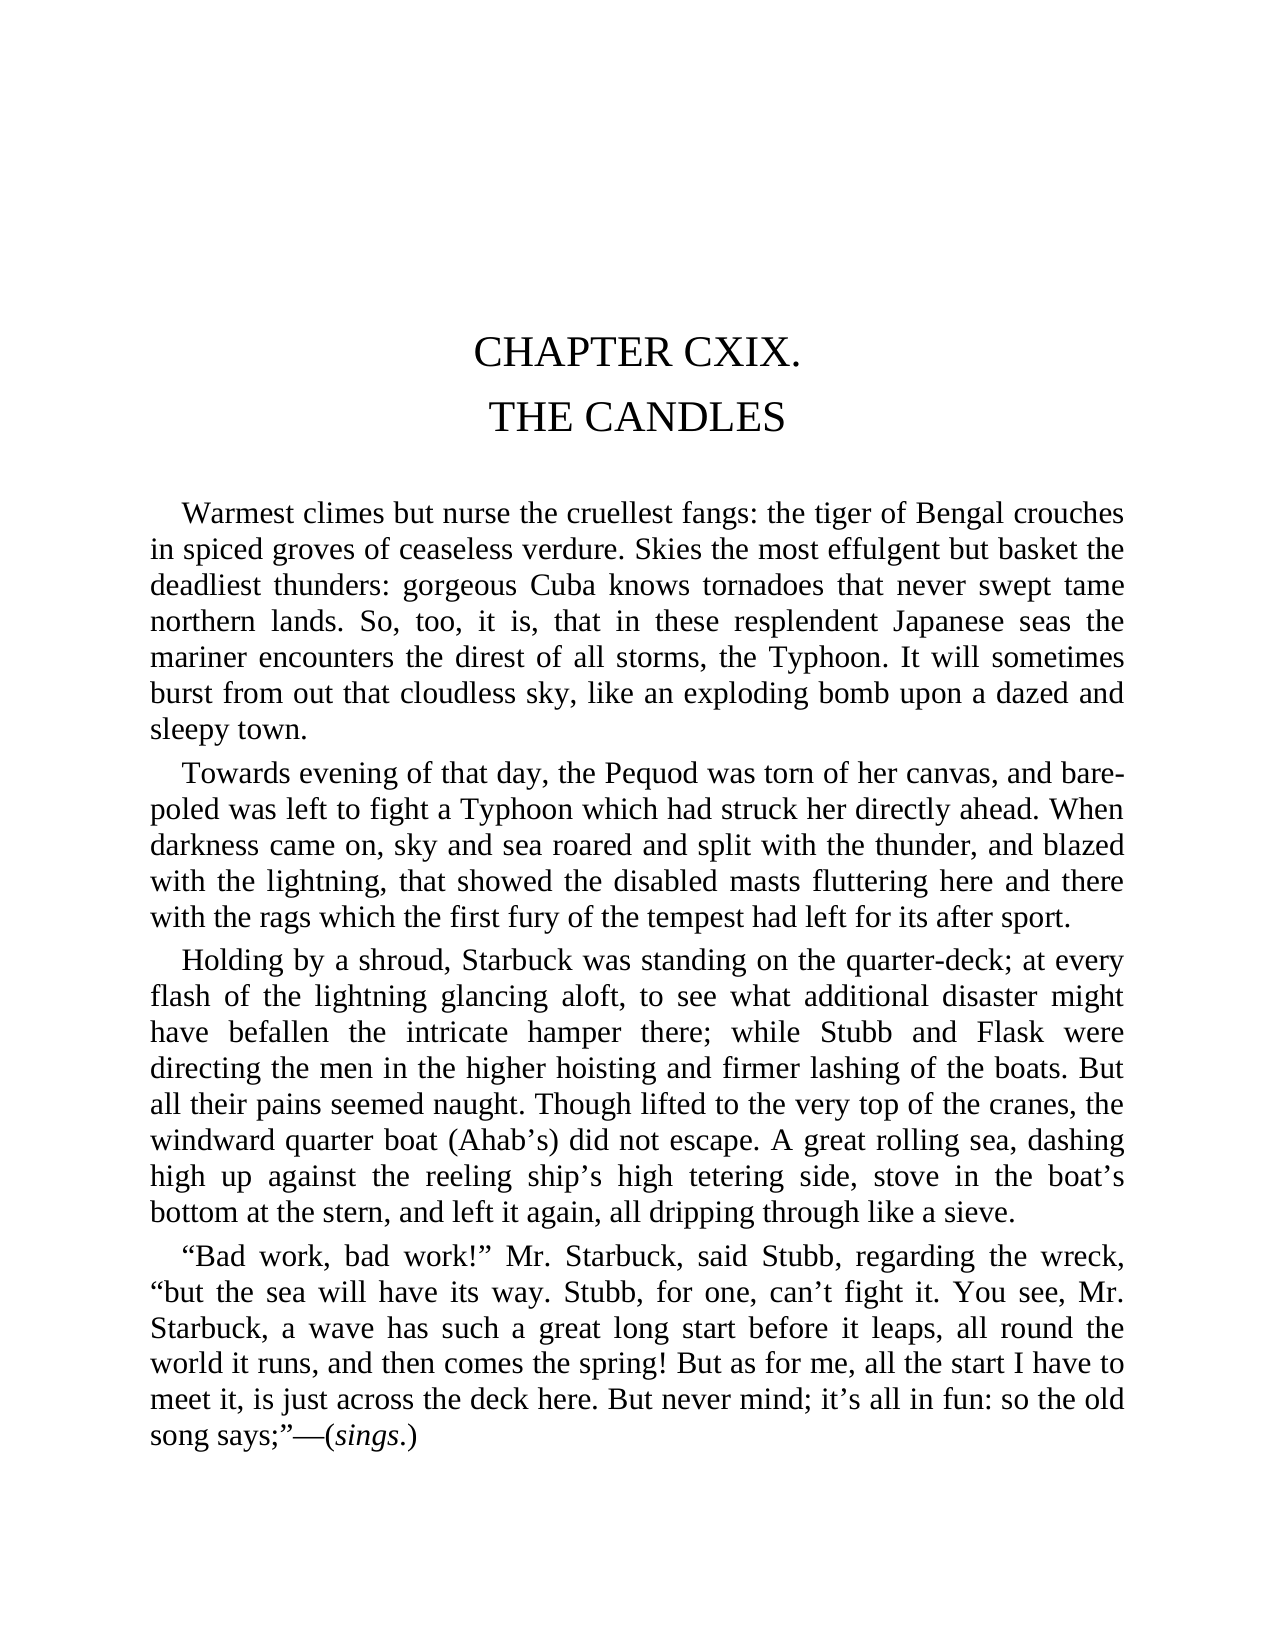 CHAPTER CXIX.
THE CANDLES
Warmest climes but nurse the cruellest fangs: the tiger of Bengal crouches
in spiced groves of ceaseless verdure. Skies the most effulgent but basket the
deadliest thunders: gorgeous Cuba knows tornadoes that never swept tame
northern lands. So, too, it is, that in these resplendent Japanese seas the
mariner encounters the direst of all storms, the Typhoon. It will sometimes
burst from out that cloudless sky, like an exploding bomb upon a dazed and
sleepy town.
Towards evening of that day, the Pequod was torn of her canvas, and bare-
poled was left to fight a Typhoon which had struck her directly ahead. When
darkness came on, sky and sea roared and split with the thunder, and blazed
with the lightning, that showed the disabled masts fluttering here and there
with the rags which the first fury of the tempest had left for its after sport.
Holding by a shroud, Starbuck was standing on the quarter-deck; at every
flash of the lightning glancing aloft, to see what additional disaster might
have befallen the intricate hamper there; while Stubb and Flask were
directing the men in the higher hoisting and firmer lashing of the boats. But
all their pains seemed naught. Though lifted to the very top of the cranes, the
windward quarter boat (Ahab’s) did not escape. A great rolling sea, dashing
high up against the reeling ship’s high tetering side, stove in the boat’s
bottom at the stern, and left it again, all dripping through like a sieve.
“Bad work, bad work!” Mr. Starbuck, said Stubb, regarding the wreck,
“but the sea will have its way. Stubb, for one, can’t fight it. You see, Mr.
Starbuck, a wave has such a great long start before it leaps, all round the
world it runs, and then comes the spring! But as for me, all the start I have to
meet it, is just across the deck here. But never mind; it’s all in fun: so the old
song says;”—(sings.)